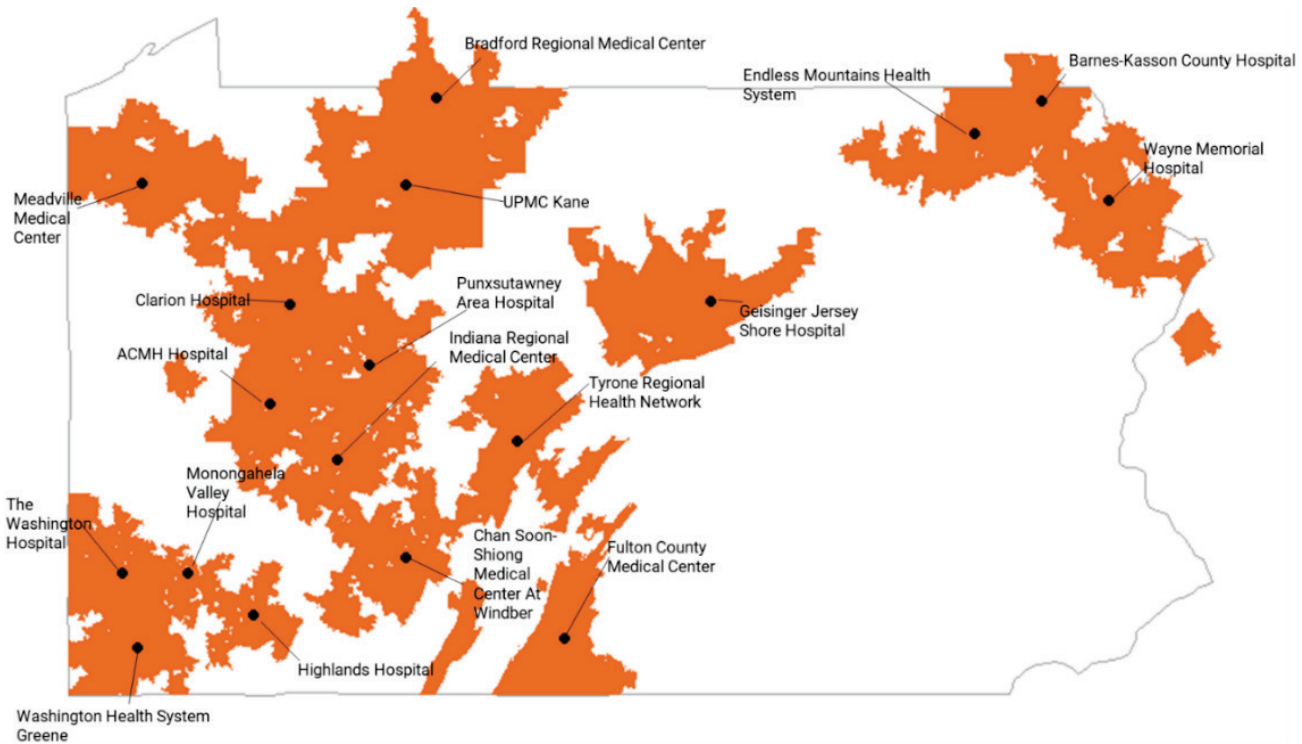 Bradford Regional Medical Center
Barnes-Kasson County Hospital
Endless Mountains Health
System
Wayne Memorial
Hospital
Meadville
Medical
Center
UPMC Kane
Punxsutawney
Area Hospital
Clarion Hospital
Geisinger Jersey
Shore Hospital
Indiana Regional
Medical Center
ACMH Hospital
Tyrone Regional
Health Network
Monongahela
Valley
Hospital
The
Washington
Hospital
Chan Soon-
Shiong
Medical
Center At
Windber
Fulton County
Medical Center
Highlands Hospital
Washington Health System
Greene